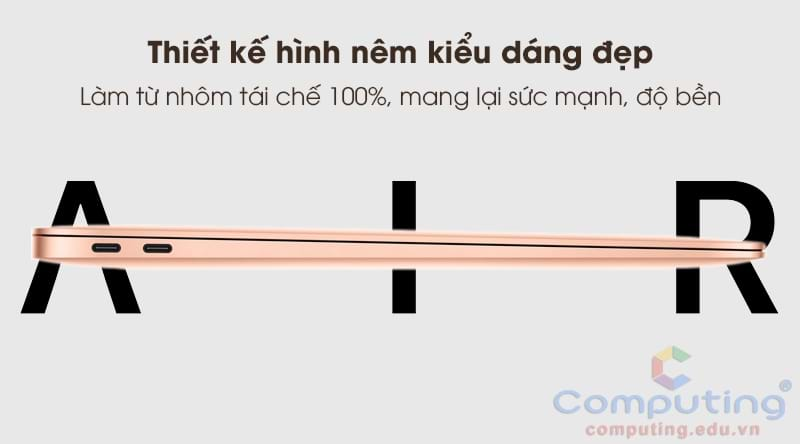 Thiết kế hình nêm kiểu dáng đẹp
Làm từ nhôm tái chế 100%, mang lại sức mạnh, độ bền
A I R
Computing®
computing.edu.vn